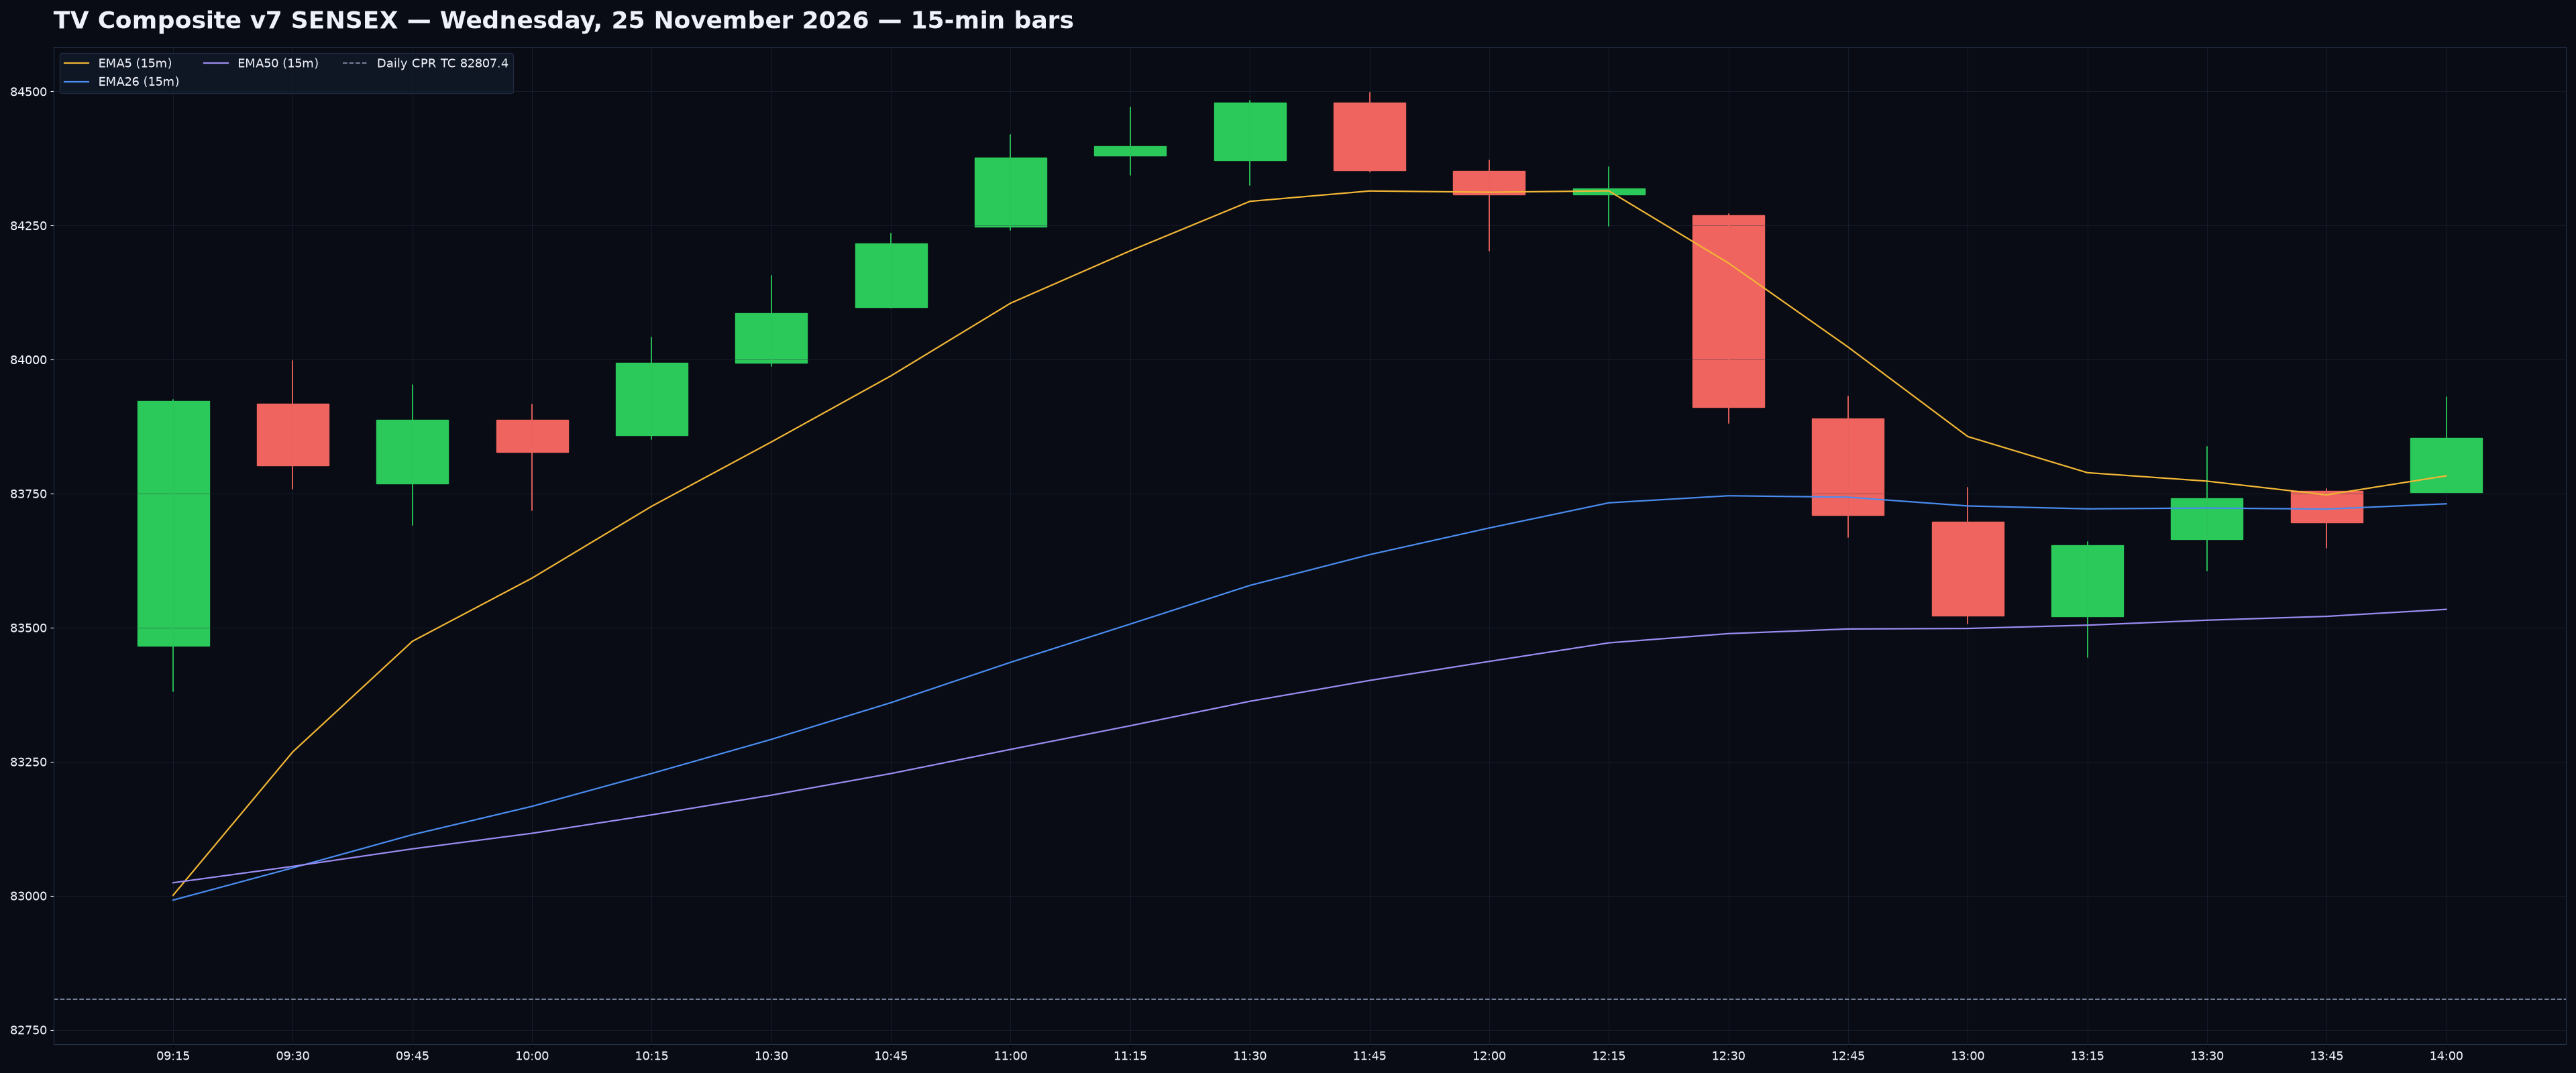 TV Composite v7 SENSEX — Wednesday, 25 November 2026 — 15-min bars
EMA5 (15m) EMA50 (15m) Daily CPR TC 82807.4
EMA26 (15m)
84500
84250
84000
83750
83500
83250
83000
82750
09:15 09:30 09:45 10:00 10:15 10:30 10:45 11:00 11:15 11:30 11:45 12:00 12:15 12:30 12:45 13:00 13:15 13:30 13:45 14:00